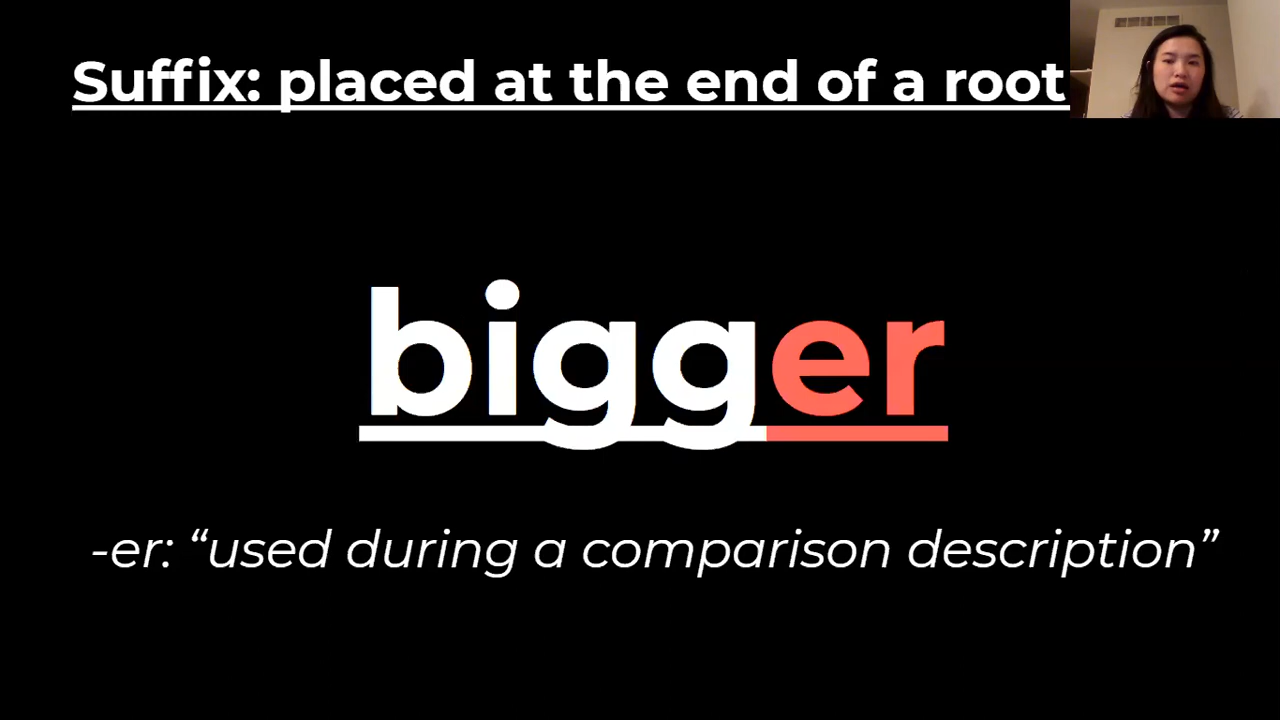 Suffix: placed at the end of a root
bigger
-er: “used during a comparison description”